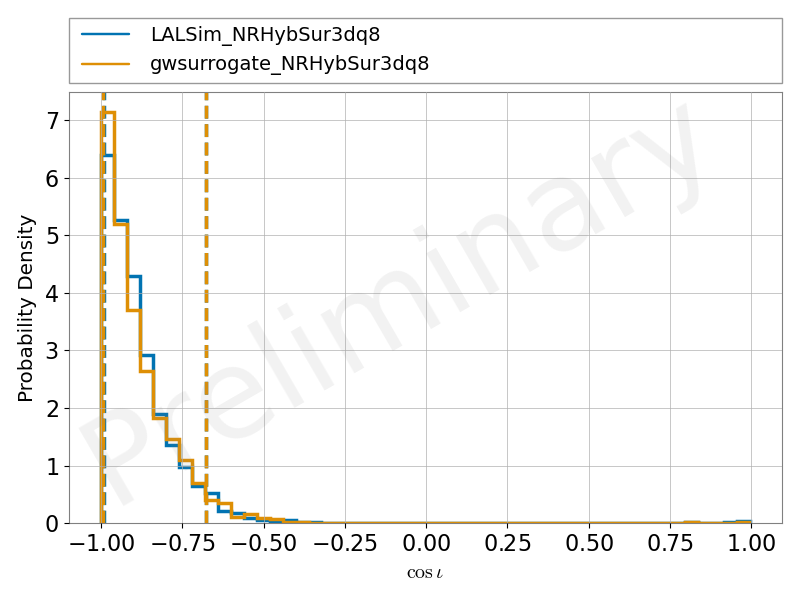 LALSim_NRHybSur3dq8
gwsurrogate_NRHybSur3dq8
Preliminary
Probability Density
7
6
5
4
3
2
1
0
−1.00 −0.75 −0.50 −0.25 0.00 0.25 0.50 0.75 1.00
cos ι